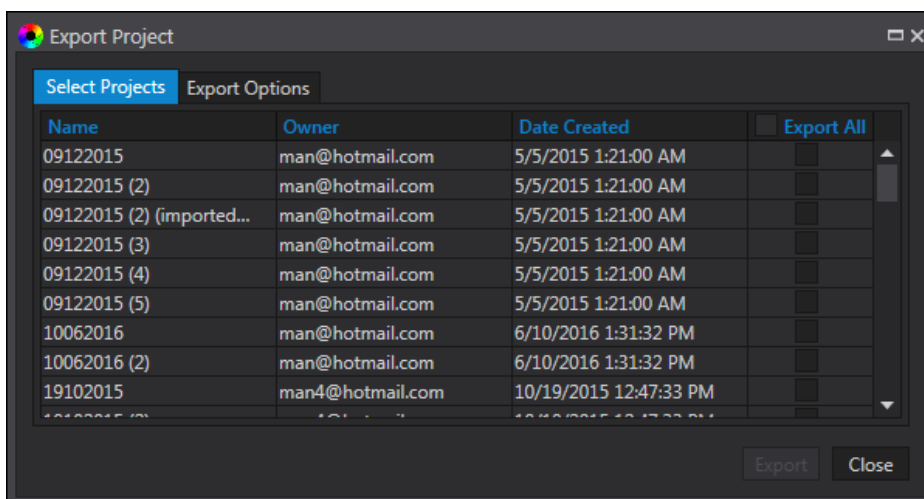 Export Project
Select Projects Export Options
Name Owner Date Created Export All
09122015 man@hotmail.com 5/5/2015 1:21:00 AM
09122015 (2) man@hotmail.com 5/5/2015 1:21:00 AM
09122015 (2) (imported... man@hotmail.com 5/5/2015 1:21:00 AM
09122015 (3) man@hotmail.com 5/5/2015 1:21:00 AM
09122015 (4) man@hotmail.com 5/5/2015 1:21:00 AM
09122015 (5) man@hotmail.com 5/5/2015 1:21:00 AM
10062016 man@hotmail.com 6/10/2016 1:31:32 PM
10062016 (2) man@hotmail.com 6/10/2016 1:31:32 PM
19102015 man4@hotmail.com 10/19/2015 12:47:33 PM
Export Close